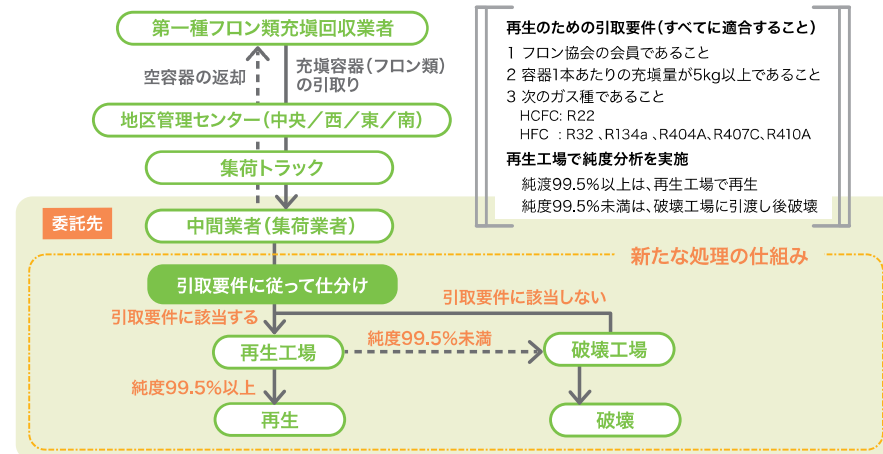 第一種フロン類充塡回収業者
空容器の返却
充塡容器（フロン類）
の引取り
地区管理センター（中央／西／東／南）
集荷トラック
委託先
中間業者（集荷業者）
再生のための引取要件（すべてに適合すること）
1 フロン協会の会員であること
2 容器1本あたりの充塡量が5kg以上であること
3 次のガス種であること
HCFC: R22
HFC : R32 、R134a 、R404A、R407C、R410A
再生工場で純度分析を実施
純渡99.5%以上は、再生工場で再生
純度99.5%未満は、破壊工場に引渡し後破壊
新たな処理の仕組み
引取要件に従って仕分け
引取要件に該当しない
引取要件に該当する
再生工場
純度99.5%未満
破壊工場
純度99.5%以上
再生
破壊